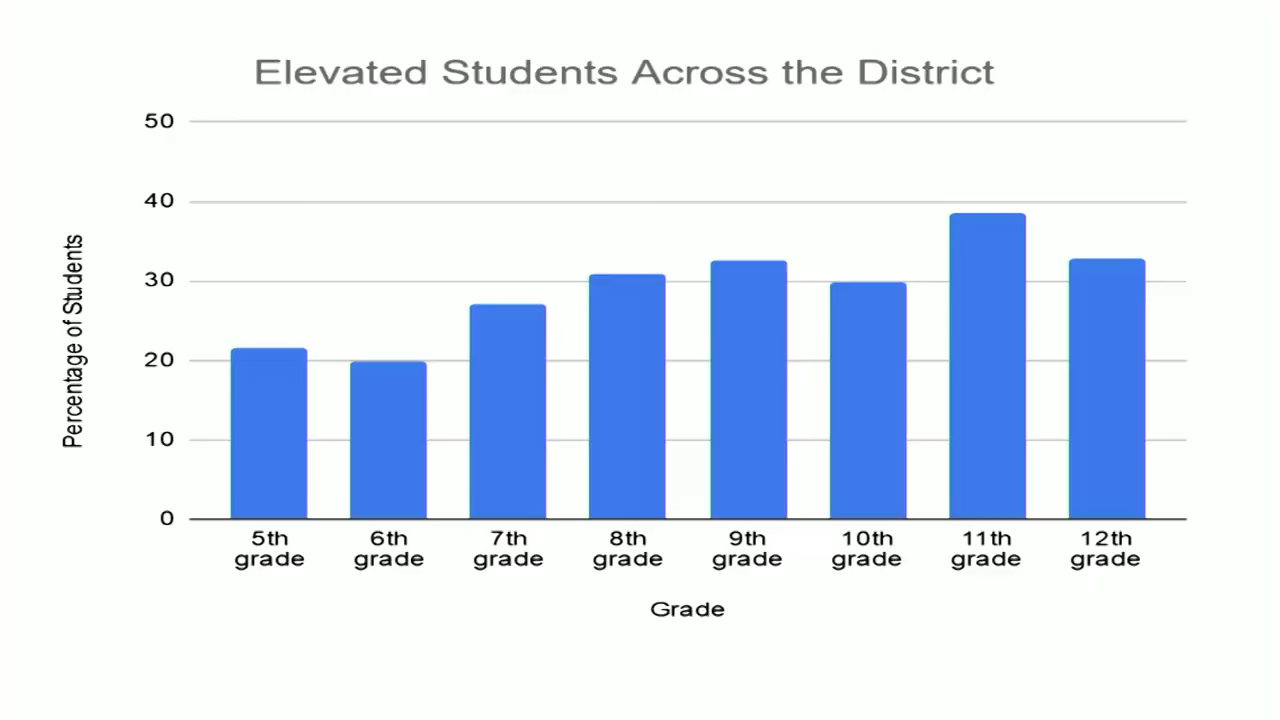 Elevated Students Across the District
50
40
30
20
10
0
Percentage of Students
5th grade
6th grade
7th grade
8th grade
9th grade
10th grade
11th grade
12th grade
Grade